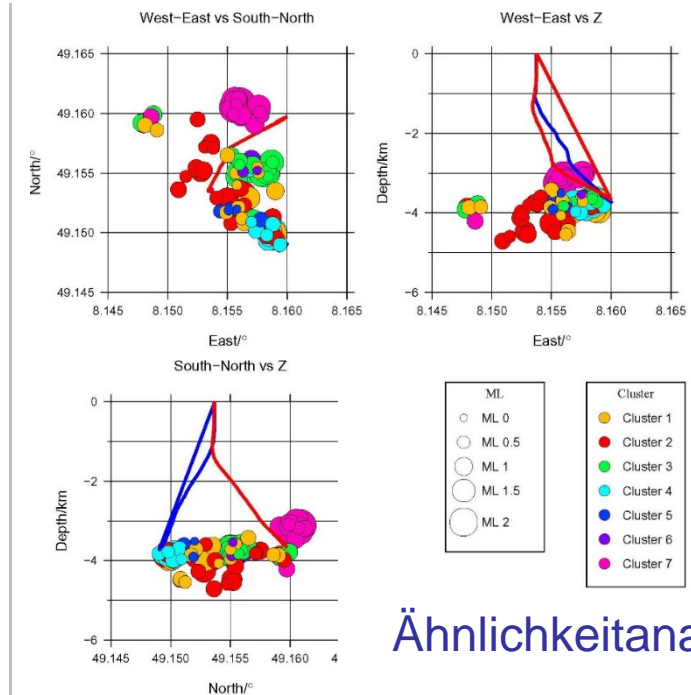 West−East vs South−North
49.165
49.160
49.155
49.150
49.145
North/°
8.145 8.150 8.155 8.160 8.165
East/°
West−East vs Z
0
−2
−4
−6
Depth/km
8.145 8.150 8.155 8.160 8.165
East/°
South−North vs Z
0
−2
−4
−6
Depth/km
49.145 49.150 49.155 49.160 4
North/°
ML
ML 0
ML 0.5
ML 1
ML 1.5
ML 2
Cluster
Cluster 1
Cluster 2
Cluster 3
Cluster 4
Cluster 5
Cluster 6
Cluster 7
Ähnlichkeitana